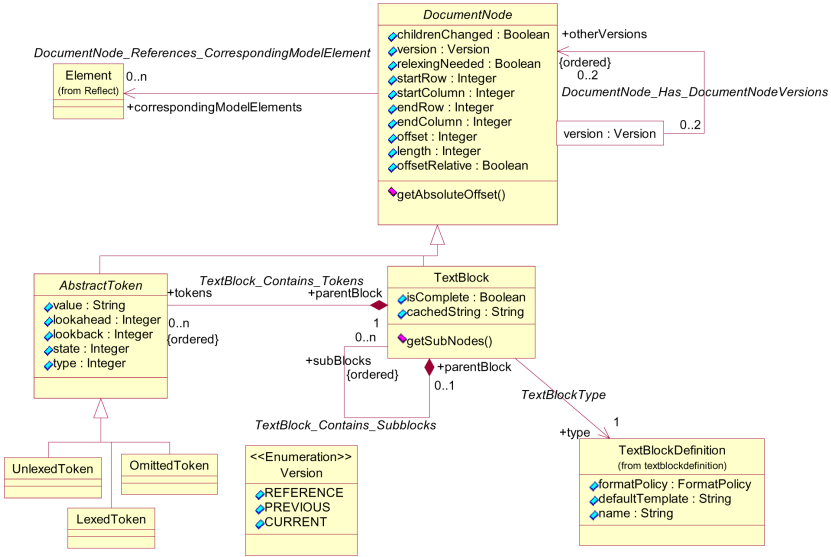 DocumentNode
childrenChanged : Boolean
version : Version
relexingNeeded : Boolean
startRow : Integer
startColumn : Integer
endRow : Integer
endColumn : Integer
offset : Integer
length : Integer
offsetRelative : Boolean
getAbsoluteOffset()
+otherVersions
{ordered}
0..2
DocumentNode_Has_DocumentNodeVersions
version : Version
0..2
DocumentNode_References_CorrespondingModelElement
Element
(from Reflect)
0..n
+correspondingModelElements
AbstractToken
value : String
lookahead : Integer
lookback : Integer
state : Integer
type : Integer
TextBlock_Contains_Tokens
+tokens
+parentBlock
0..n
{ordered}
1
TextBlock
isComplete : Boolean
cachedString : String
getSubNodes()
0..n
+subBlocks
{ordered}
+parentBlock
0..1
TextBlock_Contains_Subblocks
TextBlockType
1
+type
UnlexedToken
OmittedToken
LexedToken
<<Enumeration>>
Version
REFERENCE
PREVIOUS
CURRENT
TextBlockDefinition
(from textblockdefinition)
formatPolicy : FormatPolicy
defaultTemplate : String
name : String